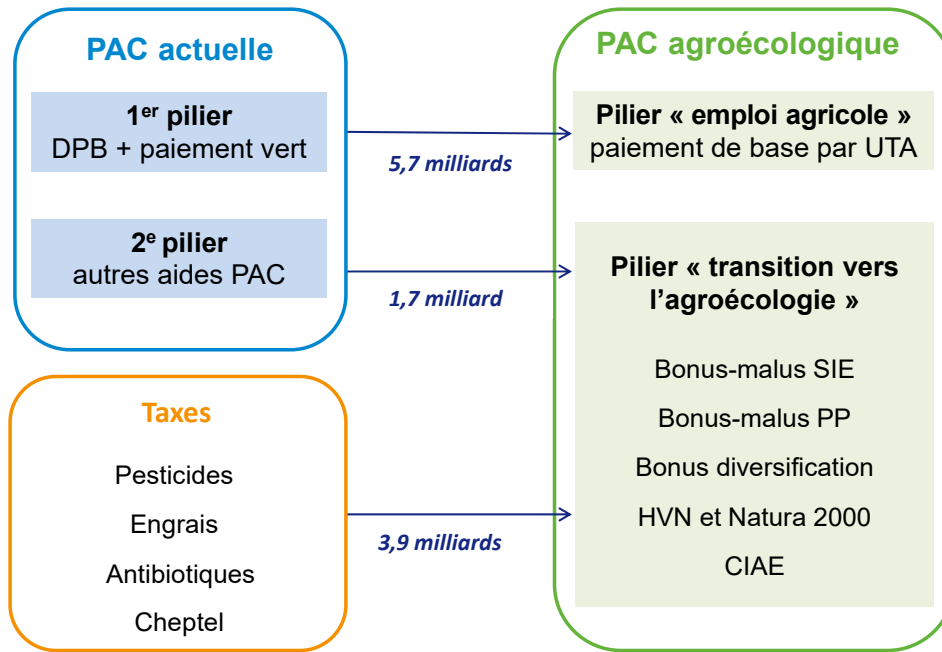 PAC actuelle
1er pilier
DPB + paiement vert
2e pilier
autres aides PAC
Taxes
Pesticides
Engrais
Antibiotiques
Cheptel
5,7 milliards
1,7 milliard
3,9 milliards
PAC agroécologique
Pilier « emploi agricole »
paiement de base par UTA
Pilier « transition vers
l’agroécologie »
Bonus-malus SIE
Bonus-malus PP
Bonus diversification
HVN et Natura 2000
CIAE